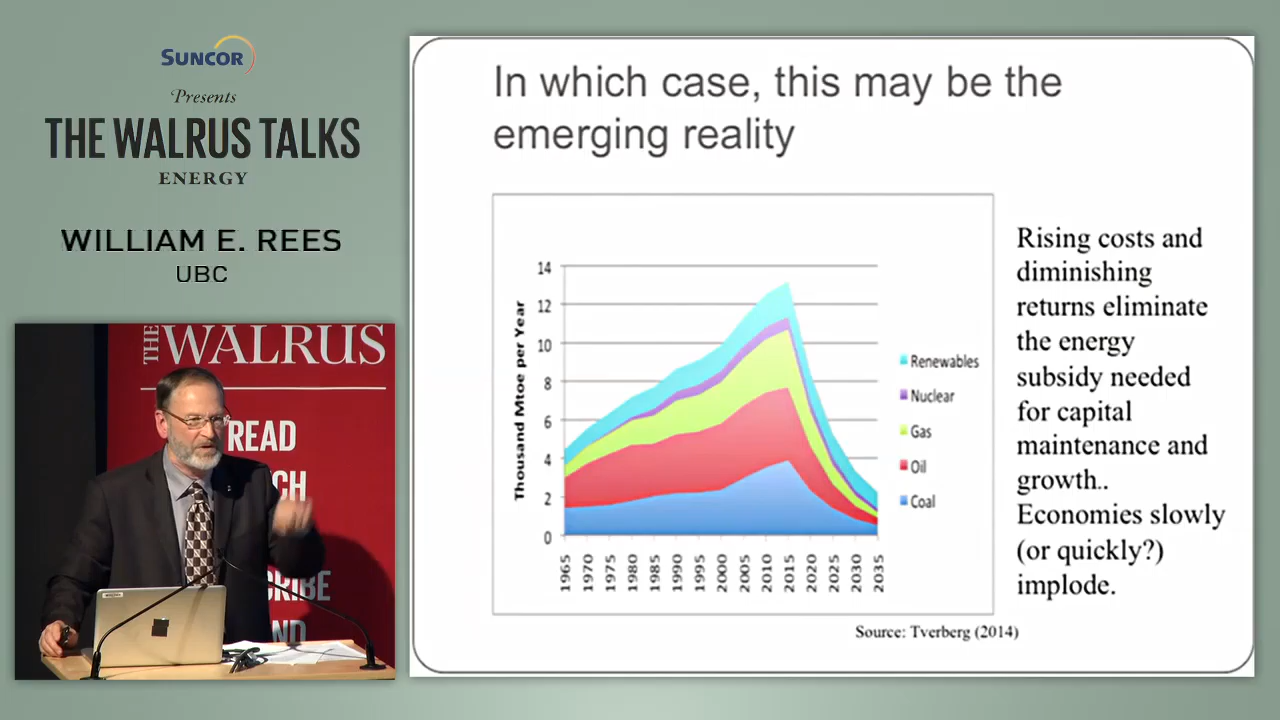 SUNCOR
Presents
THE WALRUS TALKS
ENERGY
WILLIAM E. REES
UBC
THE WALRUS
READ
In which case, this may be the
emerging reality
Thousand Mtoe per Year
14
12
10
8
6
4
2
0
1965
1970
1975
1980
1985
1990
1995
2000
2005
2010
2015
2020
2025
2030
2035
Renewables
Nuclear
Gas
Oil
Coal
Rising costs and
diminishing
returns eliminate
the energy
subsidy needed
for capital
maintenance and
growth..
Economies slowly
(or quickly?)
implode.
Source: Tverberg (2014)